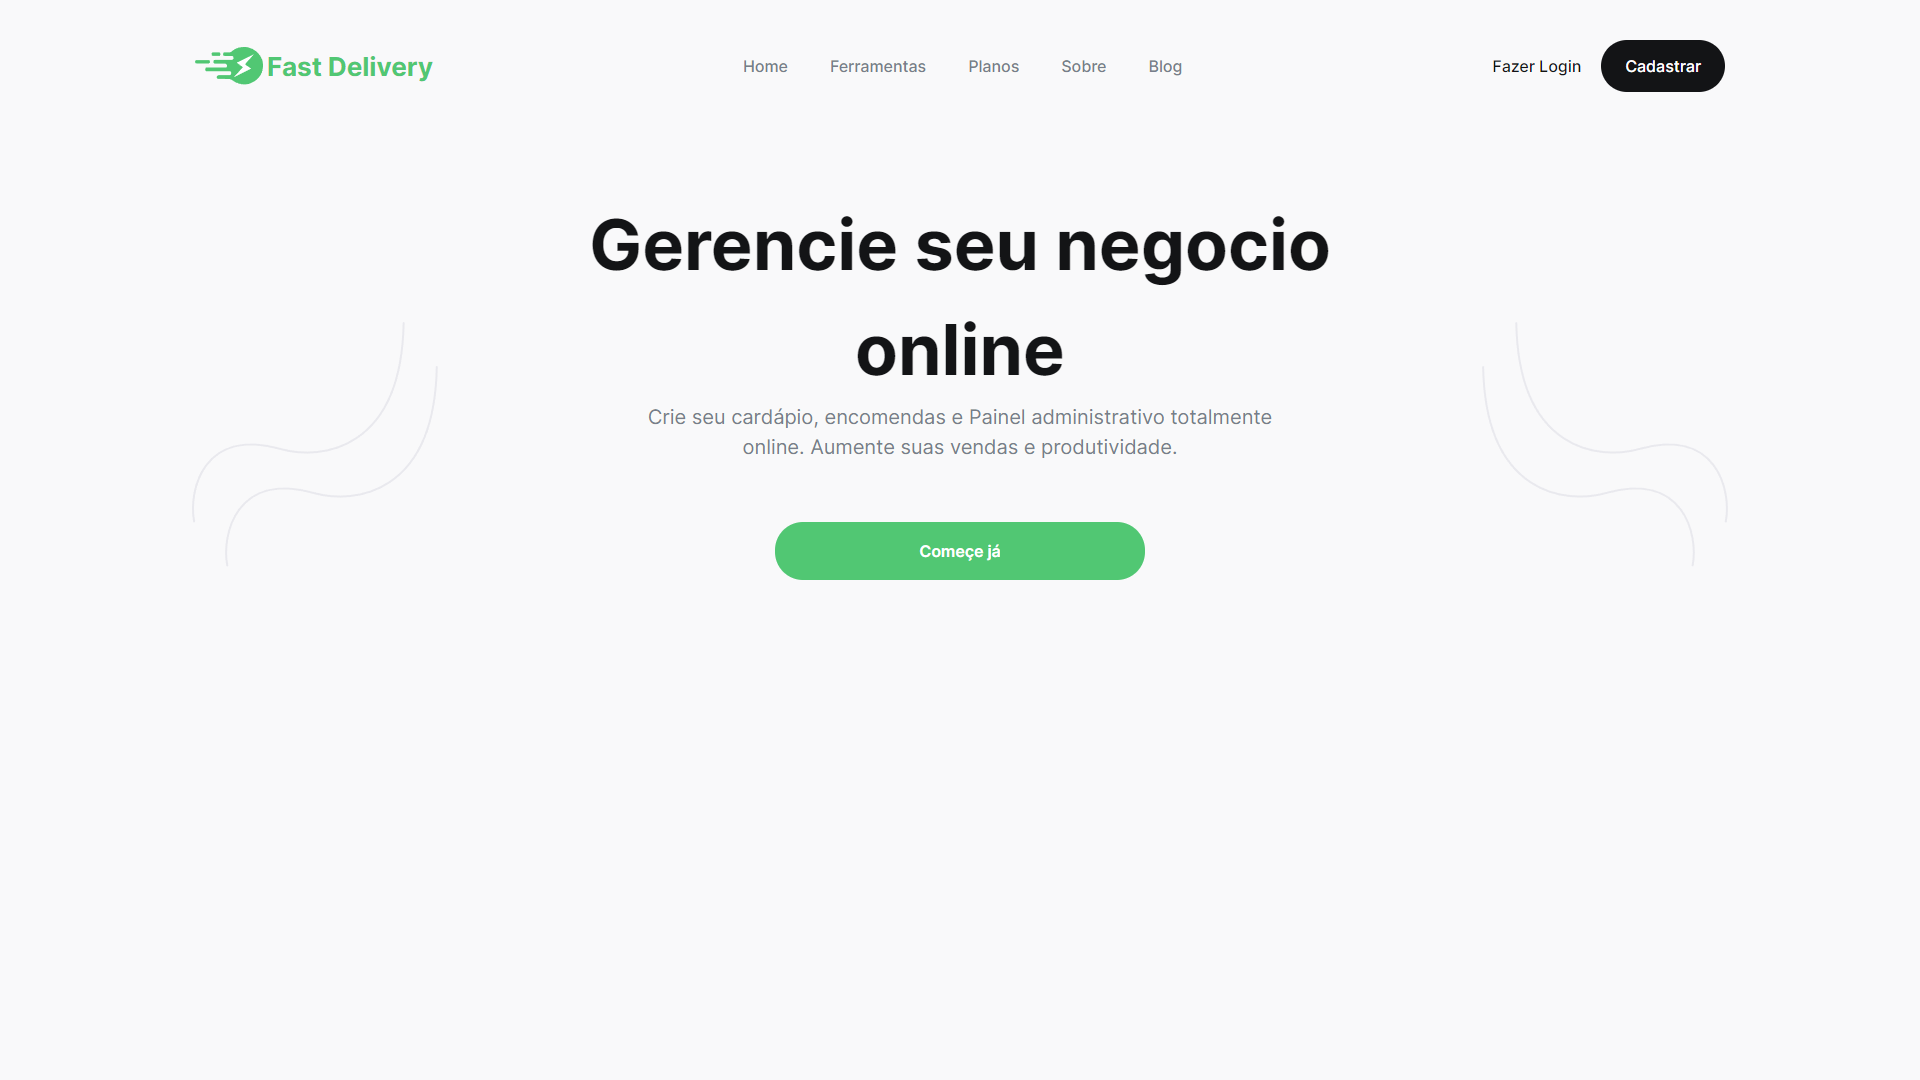 Fast Delivery
Home Ferramentas Planos Sobre Blog
Fazer Login Cadastrar
Gerencie seu negocio
online
Crie seu cardápio, encomendas e Painel administrativo totalmente
online. Aumente suas vendas e produtividade.
Começe já